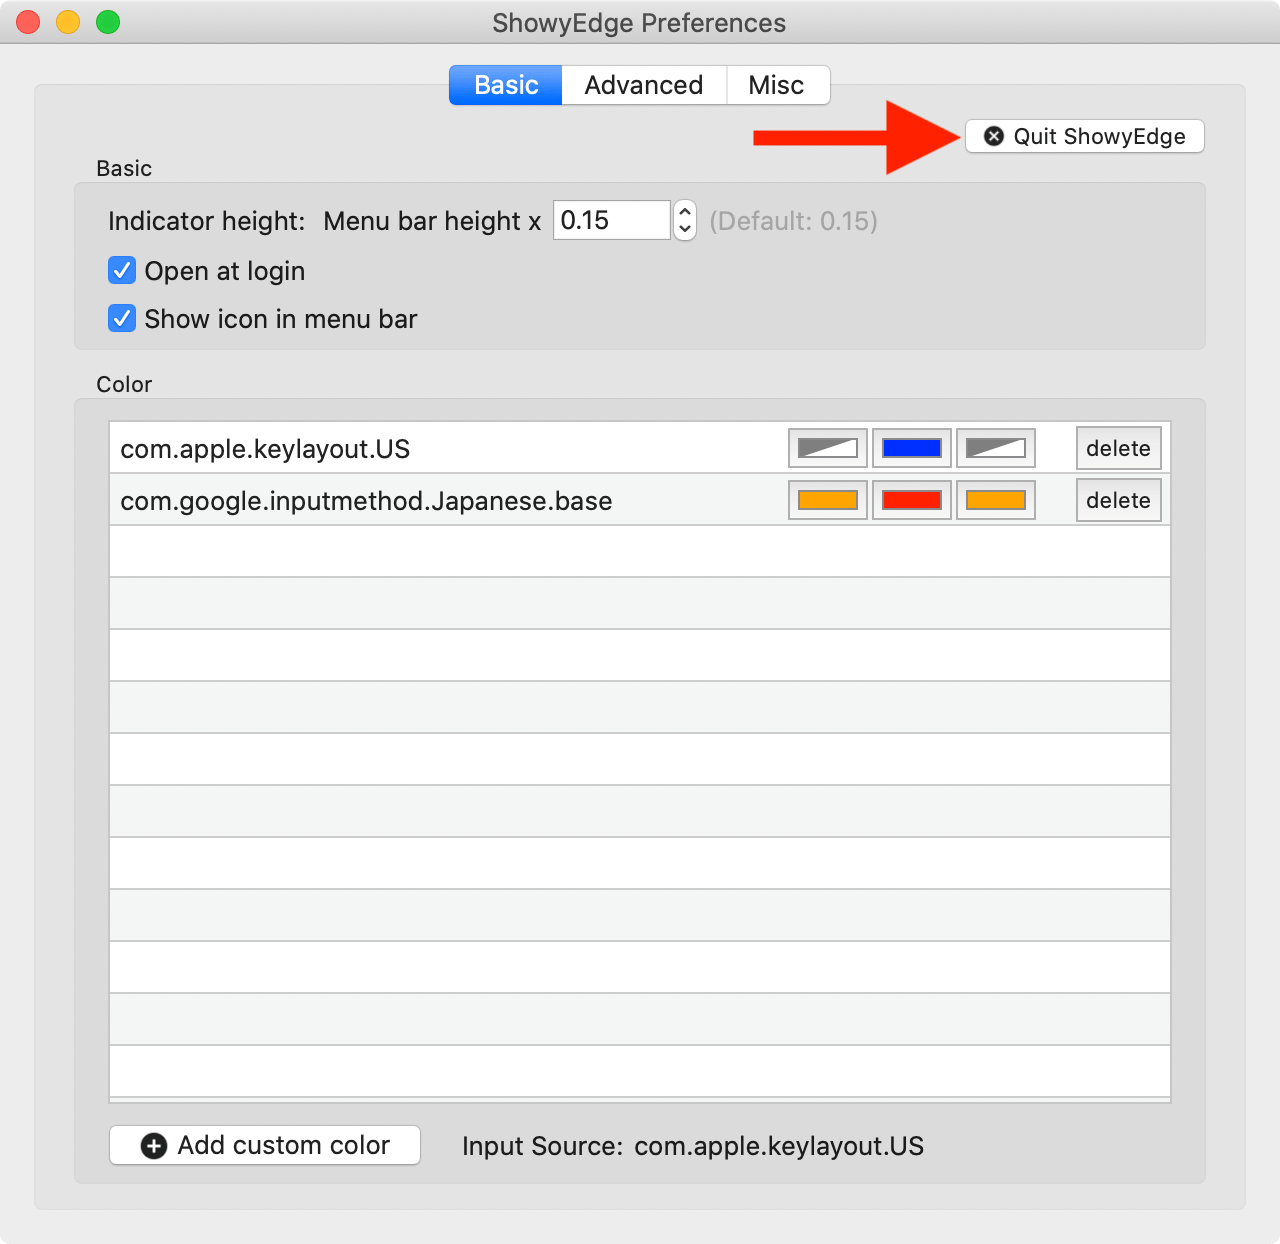 ShowyEdge Preferences
Basic Advanced Misc
Quit ShowyEdge
Basic
Indicator height: Menu bar height x 0.15 (Default: 0.15)
Open at login
Show icon in menu bar
Color
com.apple.keylayout.US delete
com.google.inputmethod.Japanese.base delete
Add custom color Input Source: com.apple.keylayout.US